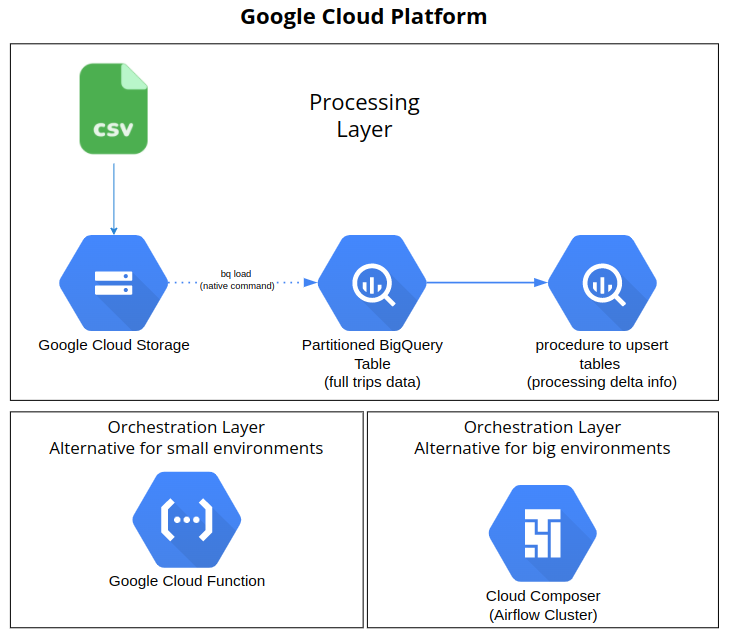 Google Cloud Platform
CSV
Processing
Layer
bq load
(native command)
Google Cloud Storage
Partitioned BigQuery
Table
(full trips data)
procedure to upsert
tables
(processing delta info)
Orchestration Layer
Alternative for small environments
Google Cloud Function
Orchestration Layer
Alternative for big environments
Cloud Composer
(Airflow Cluster)